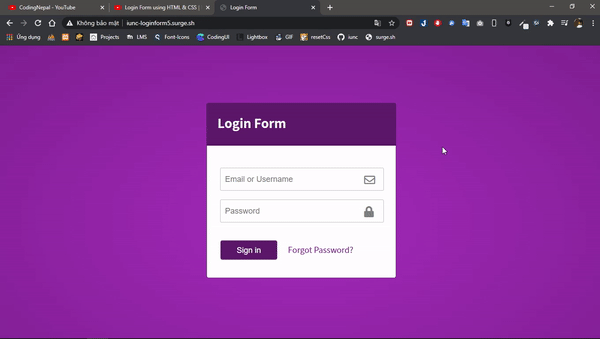 CodingNepal - YouTube
Login Form using HTML & CSS |
Login Form
Không bảo mật | iunc-loginform5.surge.sh
Ứng dụng
Projects
LMS
Font-Icons
CodingUI
Lightbox
GIF
resetCss
iunc
surge.sh
Login Form
Email or Username
Password
Sign in
Forgot Password?